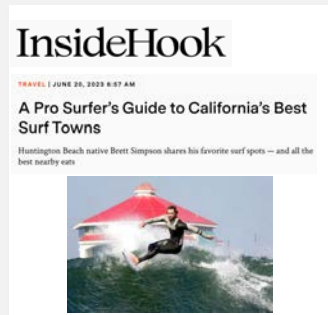 InsideHook
TRAVEL | JUNE 20, 2023 6:57 AM
A Pro Surfer's Guide to California's Best
Surf Towns
Huntington Beach native Brett Simpson shares his favorite surf spots — and all the
best nearby eats